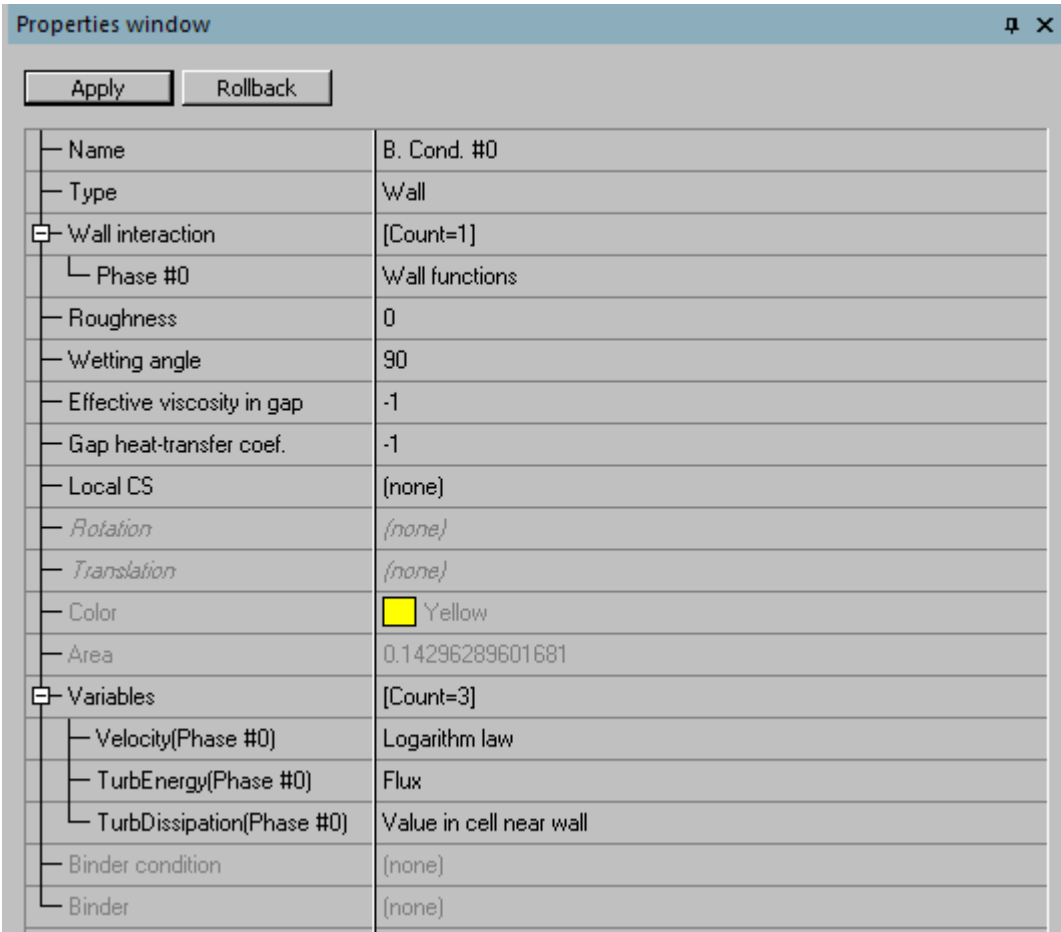 Properties window
Apply Rollback
Name B. Cond. #0
Type Wall
Wall interaction [Count=1]
Phase #0 Wall functions
Roughness 0
Wetting angle 90
Effective viscosity in gap -1
Gap heat-transfer coef. -1
Local CS (none)
Rotation (none)
Translation (none)
Color Yellow
Area 0.14296289601681
Variables [Count=3]
Velocity(Phase #0) Logarithm law
TurbEnergy(Phase #0) Flux
TurbDissipation(Phase #0) Value in cell near wall
Binder condition (none)
Binder (none)